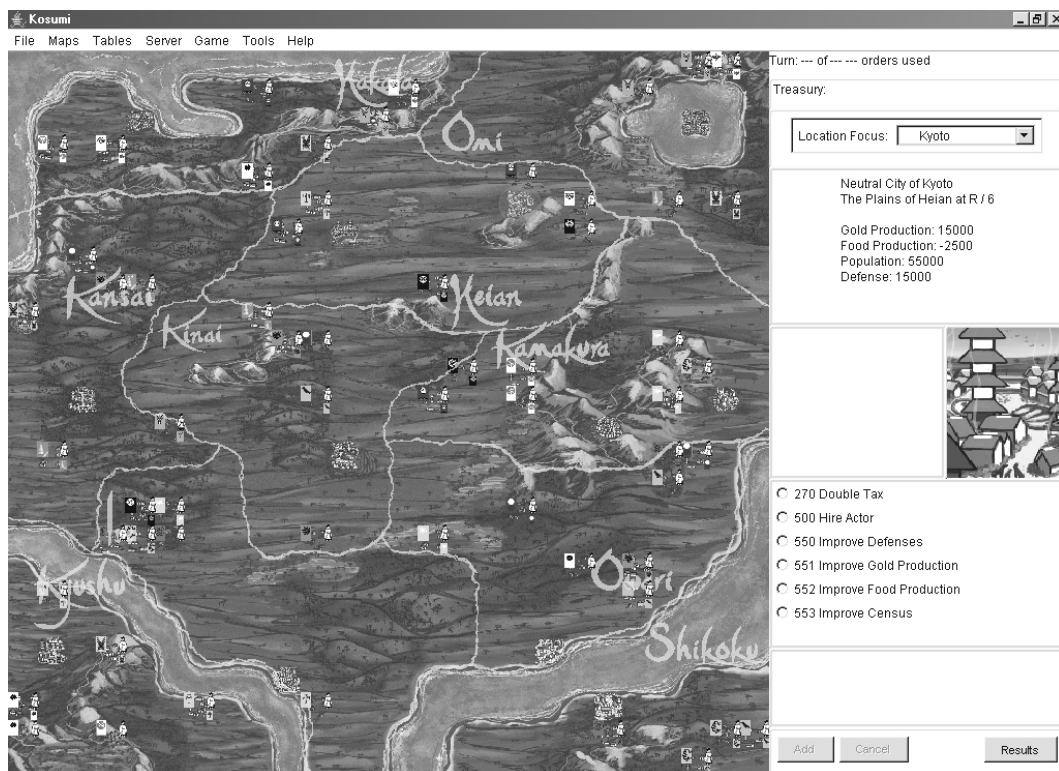 Kosumi
File Maps Tables Server Game Tools Help
Turn: --- of --- --- orders used
Treasury:
Location Focus: Kyoto
Neutral City of Kyoto
The Plains of Heian at R / 6
Gold Production: 15000
Food Production: -2500
Population: 55000
Defense: 15000
270 Double Tax
500 Hire Actor
550 Improve Defenses
551 Improve Gold Production
552 Improve Food Production
553 Improve Census
Add Cancel Results
Omi
Kansai
Kinai
Kamakura
Kyushu
Owari
Shikoku